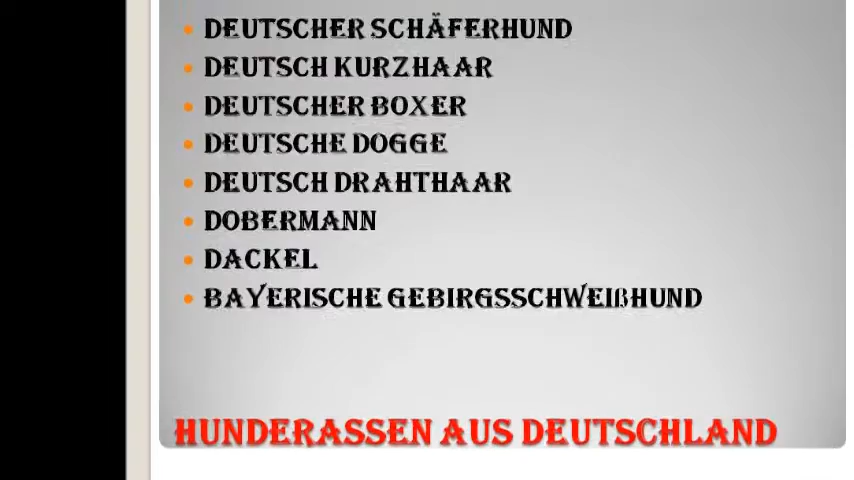 DEUTSCHER SCHÄFERHUND
DEUTSCH KURZHAAR
DEUTSCHER BOXER
DEUTSCHE DOGGE
DEUTSCH DRAHTHAAR
DOBERMANN
DACKEL
BAYERISCHE GEBIRGSSCHWEIßHUND
HUNDERASSEN AUS DEUTSCHLAND